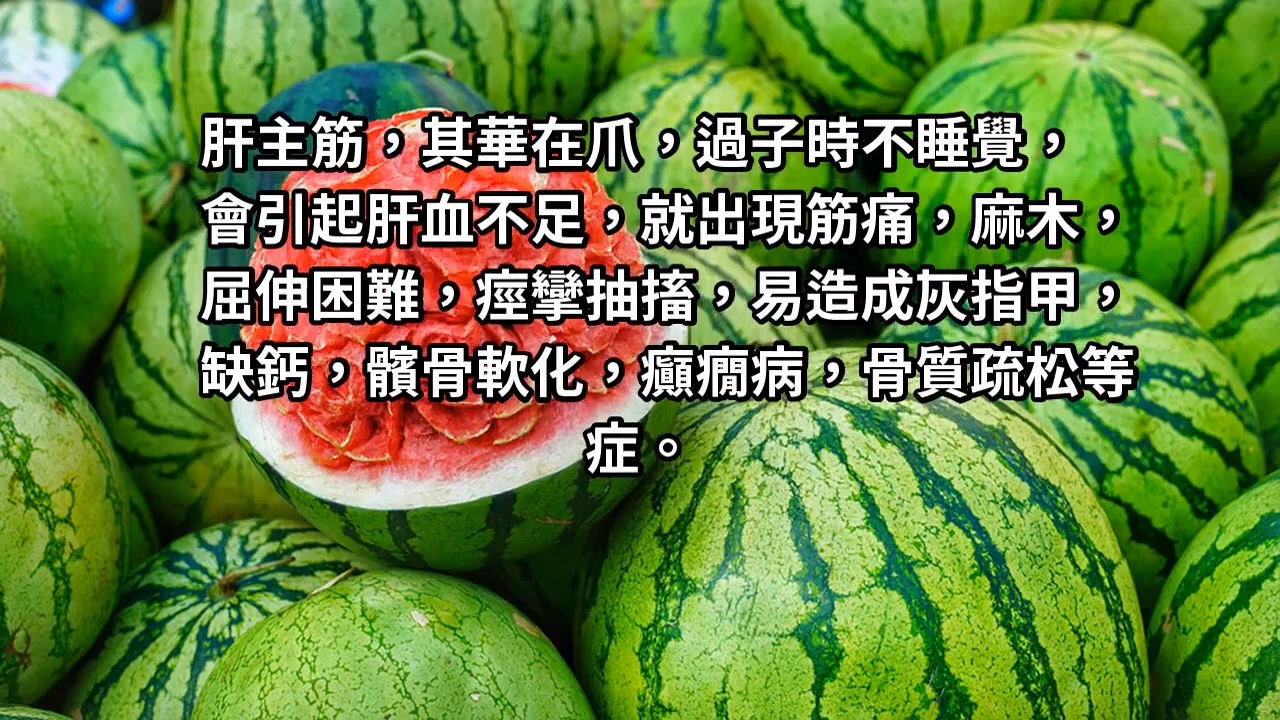 肝主筋，其華在爪，過子時不睡覺，
會引起肝血不足，就出現筋痛，麻木，
屈伸困難，痙攣抽搐，易造成灰指甲，
缺鈣，髕骨軟化，癲癇病，骨質疏松等
症。